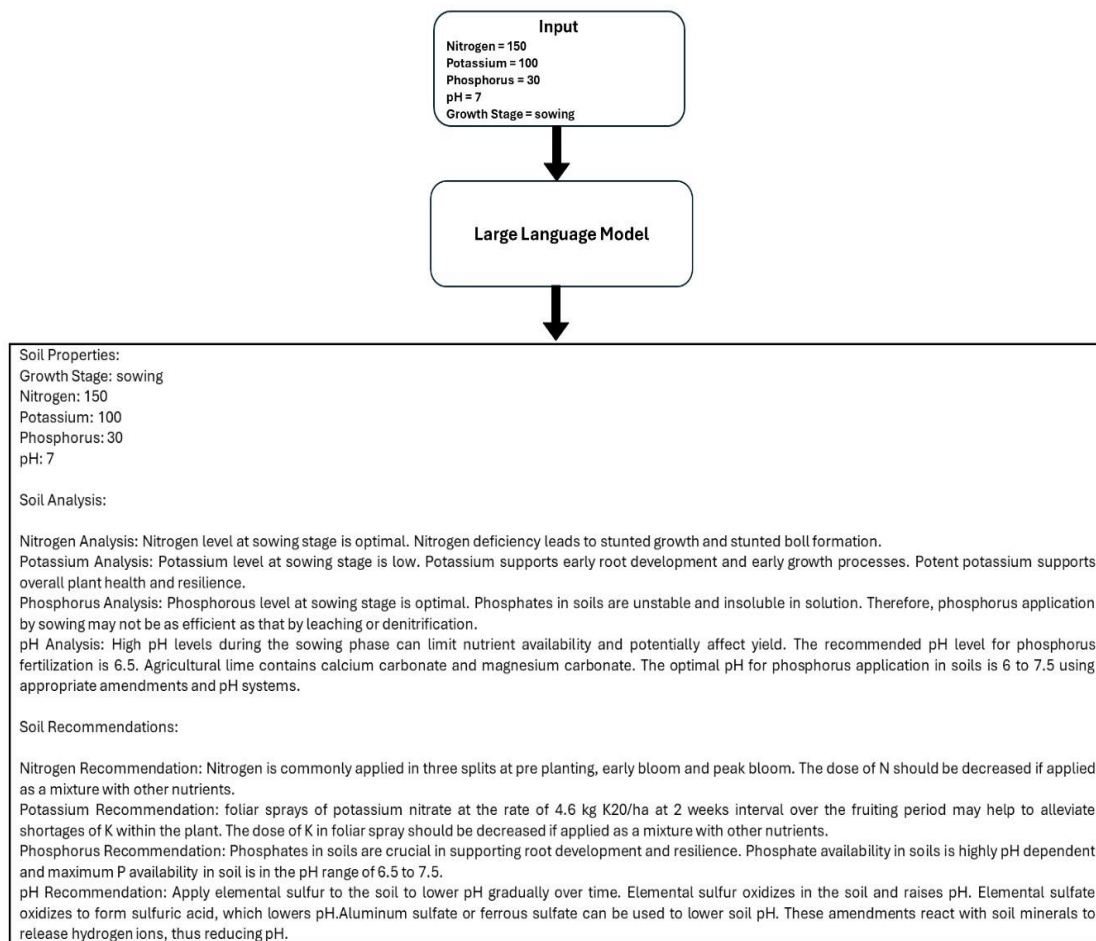 Input
Nitrogen = 150
Potassium = 100
Phosphorus = 30
pH = 7
Growth Stage = sowing
Large Language Model
Soil Properties:
Growth Stage: sowing
Nitrogen: 150
Potassium: 100
Phosphorus: 30
pH: 7
Soil Analysis:
Nitrogen Analysis: Nitrogen level at sowing stage is optimal. Nitrogen deficiency leads to stunted growth and stunted boll formation.
Potassium Analysis: Potassium level at sowing stage is low. Potassium supports early root development and early growth processes. Potent potassium supports
overall plant health and resilience.
Phosphorus Analysis: Phosphorous level at sowing stage is optimal. Phosphates in soils are unstable and insoluble in solution. Therefore, phosphorus application
by sowing may not be as efficient as that by leaching or denitrification.
pH Analysis: High pH levels during the sowing phase can limit nutrient availability and potentially affect yield. The recommended pH level for phosphorus
fertilization is 6.5. Agricultural lime contains calcium carbonate and magnesium carbonate. The optimal pH for phosphorus application in soils is 6 to 7.5 using
appropriate amendments and pH systems.
Soil Recommendations:
Nitrogen Recommendation: Nitrogen is commonly applied in three splits at pre planting, early bloom and peak bloom. The dose of N should be decreased if applied
as a mixture with other nutrients.
Potassium Recommendation: foliar sprays of potassium nitrate at the rate of 4.6 kg K20/ha at 2 weeks interval over the fruiting period may help to alleviate
shortages of K within the plant. The dose of K in foliar spray should be decreased if applied as a mixture with other nutrients.
Phosphorus Recommendation: Phosphates in soils are crucial in supporting root development and resilience. Phosphate availability in soils is highly pH dependent
and maximum P availability in soil is in the pH range of 6.5 to 7.5.
pH Recommendation: Apply elemental sulfur to the soil to lower pH gradually over time. Elemental sulfur oxidizes in the soil and raises pH. Elemental sulfate
oxidizes to form sulfuric acid, which lowers pH.Aluminum sulfate or ferrous sulfate can be used to lower soil pH. These amendments react with soil minerals to
release hydrogen ions, thus reducing pH.